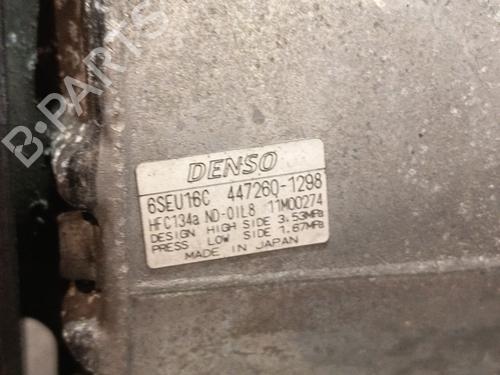 B-PARTS
DENSO
6SEU16C 447260-1298
HFC134a ND-OIL8 11M00274
DESIGN HIGH SIDE 3.53MPa
PRESS LOW SIDE 1.67MPa
MADE IN JAPAN